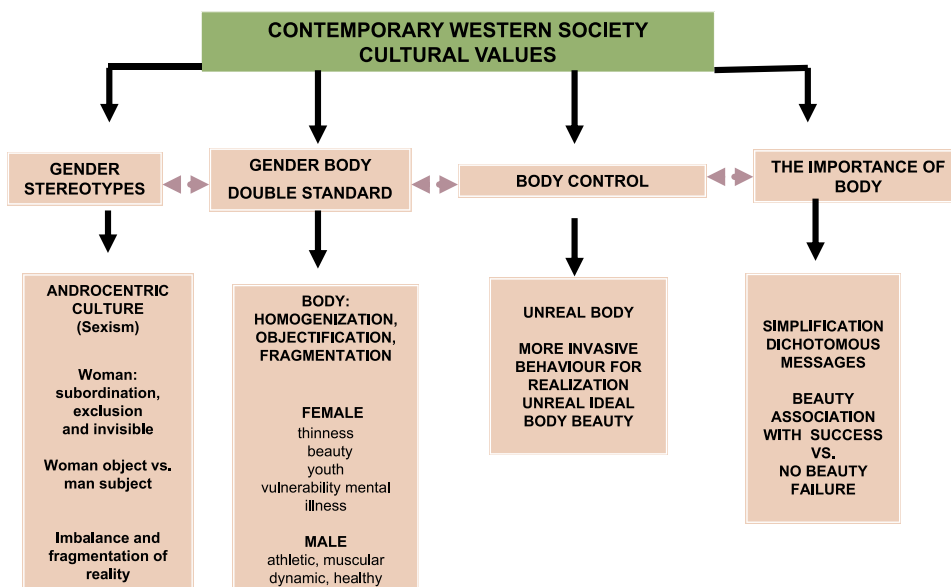 CONTEMPORARY WESTERN SOCIETY
CULTURAL VALUES
GENDER
STEREOTYPES
GENDER BODY
DOUBLE STANDARD
BODY CONTROL
THE IMPORTANCE OF
BODY
ANDROCENTRIC
CULTURE
(Sexism)
Woman:
subordination,
exclusion
and invisible
Woman object vs.
man subject
Imbalance and
fragmentation of
reality
BODY:
HOMOGENIZATION,
OBJECTIFICATION,
FRAGMENTATION
FEMALE
thinness
beauty
youth
vulnerability mental
illness
MALE
athletic, muscular
dynamic, healthy
UNREAL BODY
MORE INVASIVE
BEHAVIOUR FOR
REALIZATION
UNREAL IDEAL
BODY BEAUTY
SIMPLIFICATION
DICHOTOMOUS
MESSAGES
BEAUTY
ASSOCIATION
WITH SUCCESS
VS.
NO BEAUTY
FAILURE